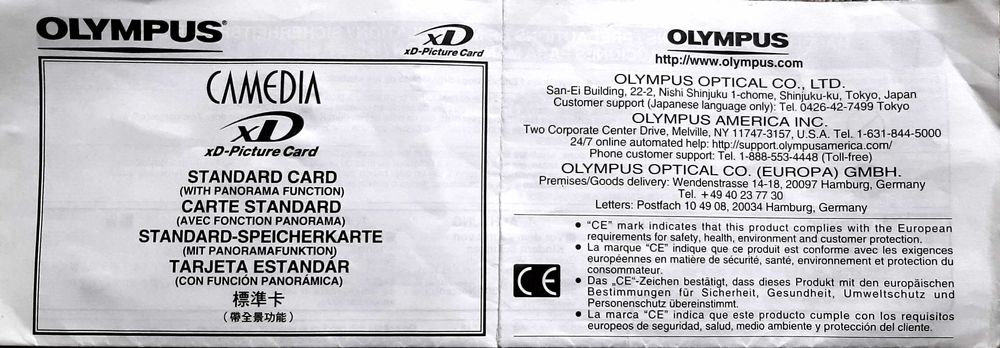 OLYMPUS®
xD
xD-Picture Card
CAMEDIA
xD
xD-Picture Card
STANDARD CARD
(WITH PANORAMA FUNCTION)
CARTE STANDARD
(AVEC FONCTION PANORAMA)
STANDARD-SPEICHERKARTE
(MIT PANORAMAFUNKTION)
TARJETA ESTANDÁR
(CON FUNCIÓN PANORÁMICA)
標準卡
(帶全景功能)
OLYMPUS
http://www.olympus.com
OLYMPUS OPTICAL CO., LTD.
San-Ei Building, 22-2, Nishi Shinjuku 1-chome, Shinjuku-ku, Tokyo, Japan
Customer support (Japanese language only): Tel. 0426-42-7499 Tokyo
OLYMPUS AMERICA INC.
Two Corporate Center Drive, Melville, NY 11747-3157, U.S.A. Tel. 1-631-844-5000
24/7 online automated help: http://support.olympusamerica.com/
Phone customer support: Tel. 1-888-553-4448 (Toll-free)
OLYMPUS OPTICAL CO. (EUROPA) GMBH.
Premises/Goods delivery: Wendenstrasse 14-18, 20097 Hamburg, Germany
Tel. +49 40 23 77 30
Letters: Postfach 10 49 08, 20034 Hamburg, Germany
CE
• "CE" mark indicates that this product complies with the European
requirements for safety, health, environment and customer protection.
• La marque "CE" indique que ce produit est conforme avec les exigences
européennes en matière de sécurité, santé, environnement et protection du
consommateur.
• Das „CE"-Zeichen bestätigt, dass dieses Produkt mit den europäischen
Bestimmungen für Sicherheit, Gesundheit, Umweltschutz und
Personenschutz übereinstimmt.
• La marca "CE" indica que este producto cumple con los requisitos
europeos de seguridad, salud, medio ambiente y protección del cliente.